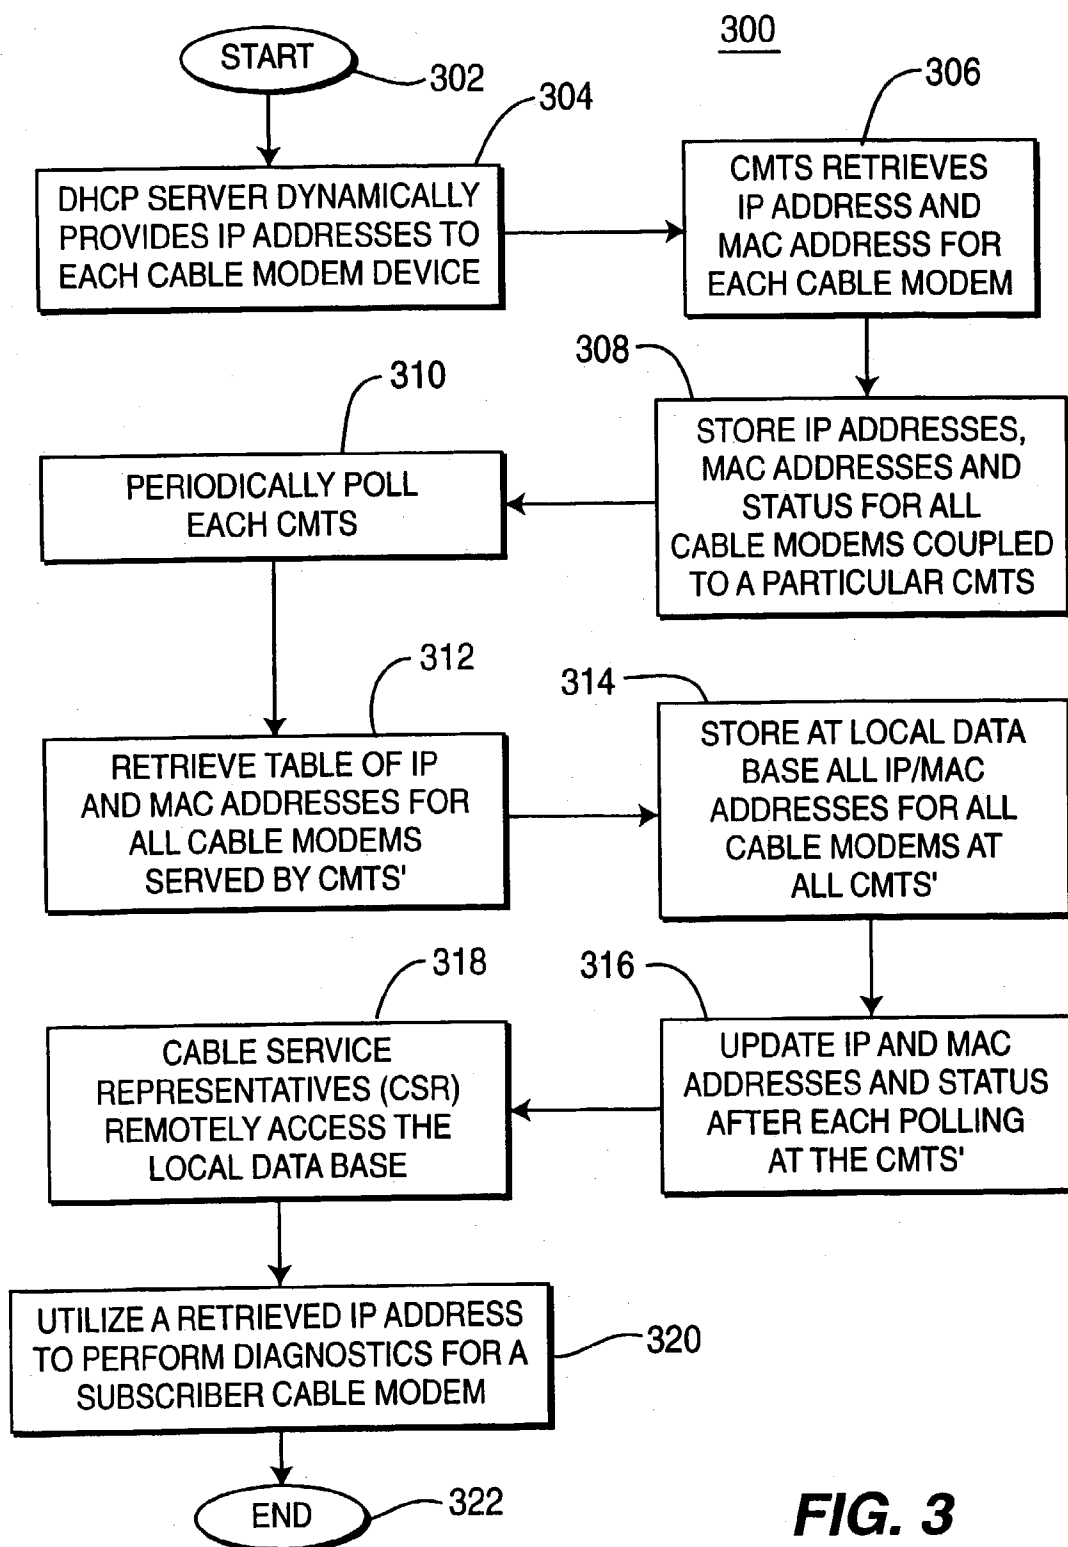 300
START
302
304
DHCP SERVER DYNAMICALLY
PROVIDES IP ADDRESSES TO
EACH CABLE MODEM DEVICE
306
CMTS RETRIEVES
IP ADDRESS AND
MAC ADDRESS FOR
EACH CABLE MODEM
308
STORE IP ADDRESSES,
MAC ADDRESSES AND
STATUS FOR ALL
CABLE MODEMS COUPLED
TO A PARTICULAR CMTS
310
PERIODICALLY POLL
EACH CMTS
312
RETRIEVE TABLE OF IP
AND MAC ADDRESSES FOR
ALL CABLE MODEMS
SERVED BY CMTS'
314
STORE AT LOCAL DATA
BASE ALL IP/MAC
ADDRESSES FOR ALL
CABLE MODEMS AT
ALL CMTS'
316
UPDATE IP AND MAC
ADDRESSES AND STATUS
AFTER EACH POLLING
AT THE CMTS'
318
CABLE SERVICE
REPRESENTATIVES (CSR)
REMOTELY ACCESS THE
LOCAL DATA BASE
UTILIZE A RETRIEVED IP ADDRESS
TO PERFORM DIAGNOSTICS FOR A
SUBSCRIBER CABLE MODEM
320
END
322
FIG. 3